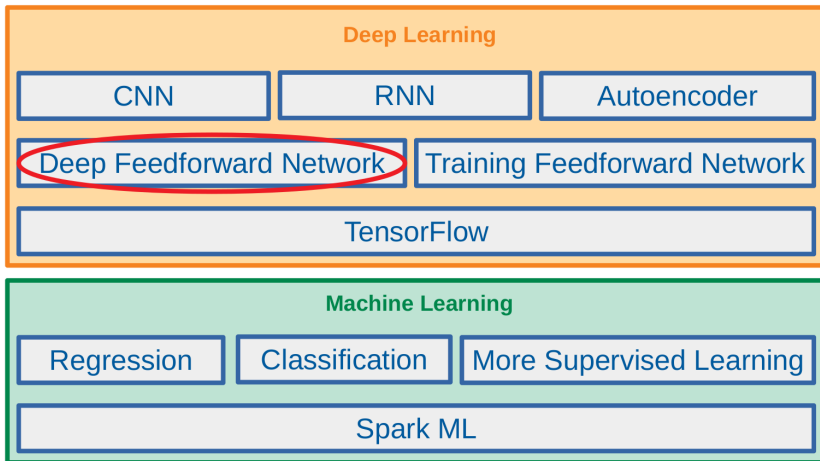 Deep Learning
CNN
RNN
Autoencoder
Deep Feedforward Network
Training Feedforward Network
TensorFlow
Machine Learning
Regression
Classification
More Supervised Learning
Spark ML